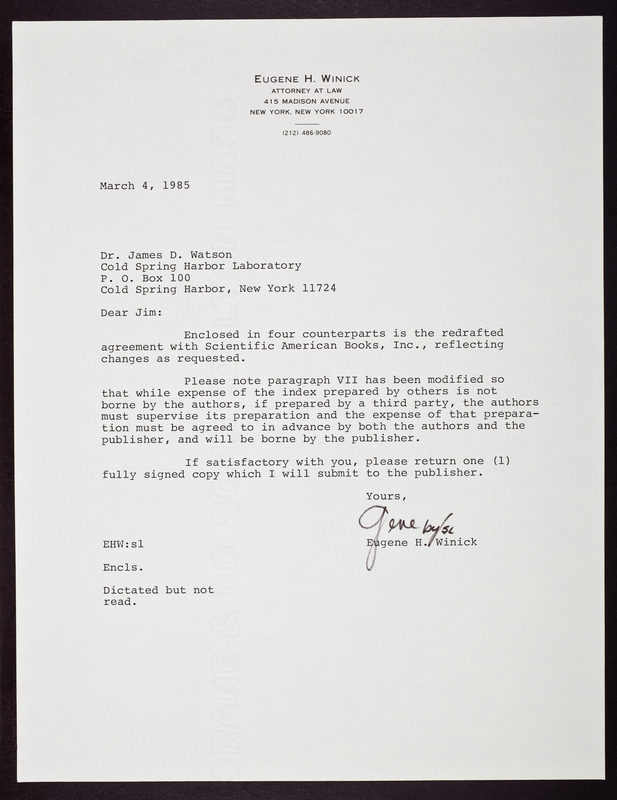 EUGENE H. WINICK
ATTORNEY AT LAW
415 MADISON AVENUE
NEW YORK, NEW YORK 10017
(212) 486-9080
March 4, 1985
Dr. James D. Watson
Cold Spring Harbor Laboratory
P. O. Box 100
Cold Spring Harbor, New York 11724
Dear Jim:
Enclosed in four counterparts is the redrafted
agreement with Scientific American Books, Inc., reflecting
changes as requested.
Please note paragraph VII has been modified so
that while expense of the index prepared by others is not
borne by the authors, if prepared by a third party, the authors
must supervise its preparation and the expense of that prepara-
tion must be agreed to in advance by both the authors and the
publisher, and will be borne by the publisher.
If satisfactory with you, please return one (1)
fully signed copy which I will submit to the publisher.
Yours,
Gene by/sl
EHW:sl Eugene H. Winick
Encls.
Dictated but not
read.